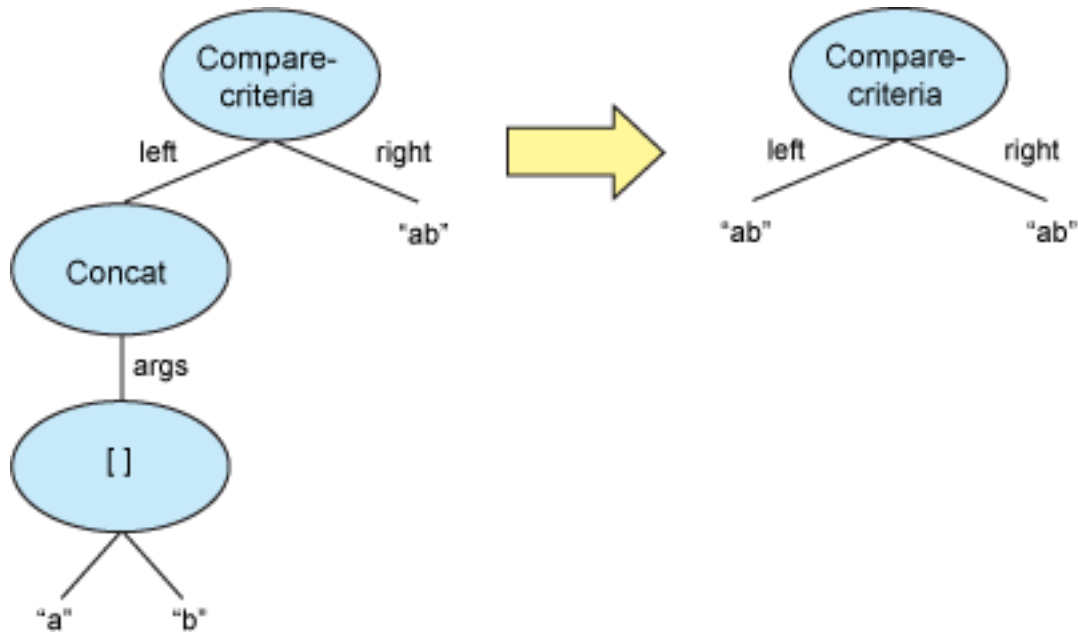 Compare-
criteria
left
right
"ab"
Concat
args
[ ]
“a”
“b”
Compare-
criteria
left
right
“ab”
“ab”